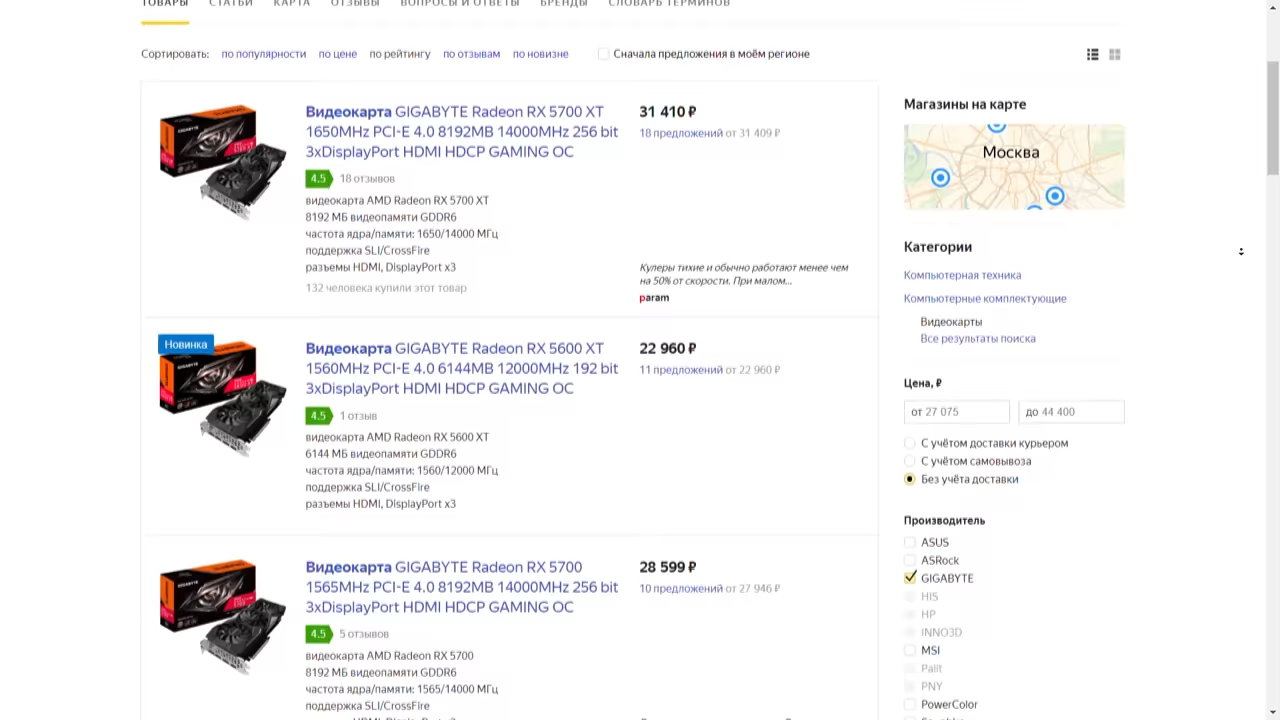 ТОВАРЫ СТАТЬИ КАРТА ОТЗЫВЫ ВОПРОСЫ И ОТВЕТЫ БРЕНДЫ СЛОВАРЬ ТЕРМИНОВ
Сортировать: по популярности по цене по рейтингу по отзывам по новизне Сначала предложения в моём регионе
Видеокарта GIGABYTE Radeon RX 5700 XT
1650MHz PCI-E 4.0 8192MB 14000MHz 256 bit
3xDisplayPort HDMI HDCP GAMING OC
4.5 18 отзывов
видеокарта AMD Radeon RX 5700 XT
8192 МБ видеопамяти GDDR6
частота ядра/памяти: 1650/14000 МГц
поддержка SLI/CrossFire
разъемы HDMI, DisplayPort x3
132 человека купили этот товар
31 410 ₽
18 предложений от 31 409 ₽
Кулеры тихие и обычно работают менее чем
на 50% от скорости. При малом...
param
Новинка
Видеокарта GIGABYTE Radeon RX 5600 XT
1560MHz PCI-E 4.0 6144MB 12000MHz 192 bit
3xDisplayPort HDMI HDCP GAMING OC
4.5 1 отзыв
видеокарта AMD Radeon RX 5600 XT
6144 МБ видеопамяти GDDR6
частота ядра/памяти: 1560/12000 МГц
поддержка SLI/CrossFire
разъемы HDMI, DisplayPort x3
22 960 ₽
11 предложений от 22 960 ₽
Видеокарта GIGABYTE Radeon RX 5700
1565MHz PCI-E 4.0 8192MB 14000MHz 256 bit
3xDisplayPort HDMI HDCP GAMING OC
4.5 5 отзывов
видеокарта AMD Radeon RX 5700
8192 МБ видеопамяти GDDR6
частота ядра/памяти: 1565/14000 МГц
поддержка SLI/CrossFire
28 599 ₽
10 предложений от 27 946 ₽
Магазины на карте
Москва
Категории
Компьютерная техника
Компьютерные комплектующие
Видеокарты
Все результаты поиска
Цена, ₽
от 27 075 до 44 400
С учётом доставки курьером
С учётом самовывоза
Без учёта доставки
Производитель
ASUS
ASRock
GIGABYTE
HIS
HP
INNO3D
MSI
Palit
PNY
PowerColor